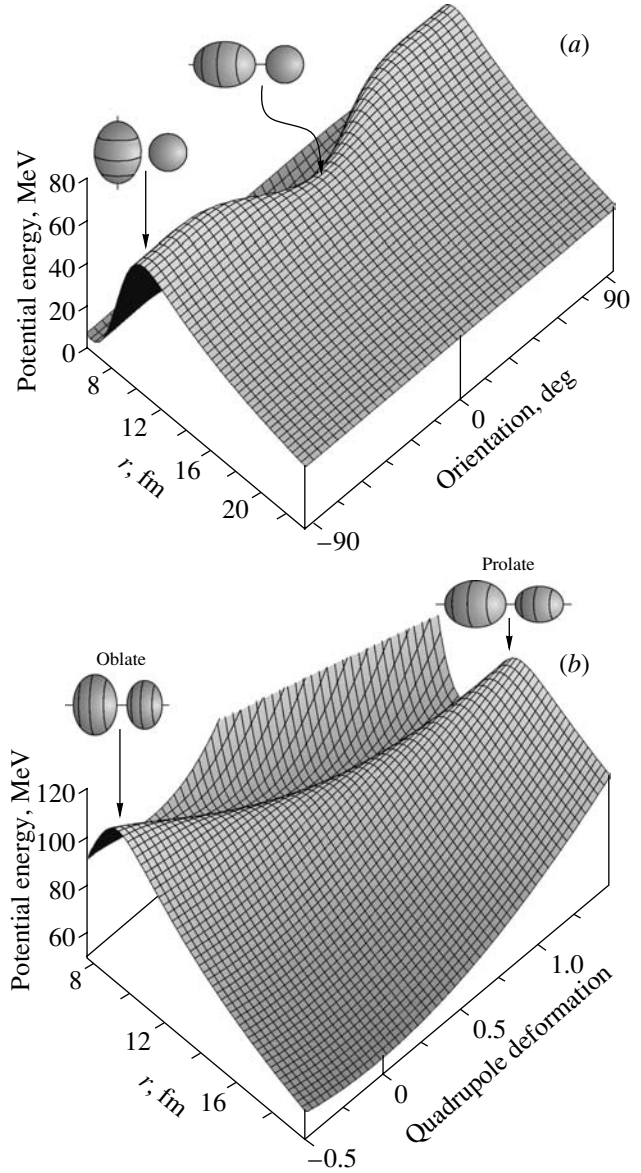 (a)
Potential energy, MeV
80
60
40
20
0
8
12
16
20
r, fm
–90
0
90
Orientation, deg
Prolate
(b)
Oblate
Potential energy, MeV
120
100
80
60
8
12
16
r, fm
–0.5
0
0.5
1.0
Quadrupole deformation